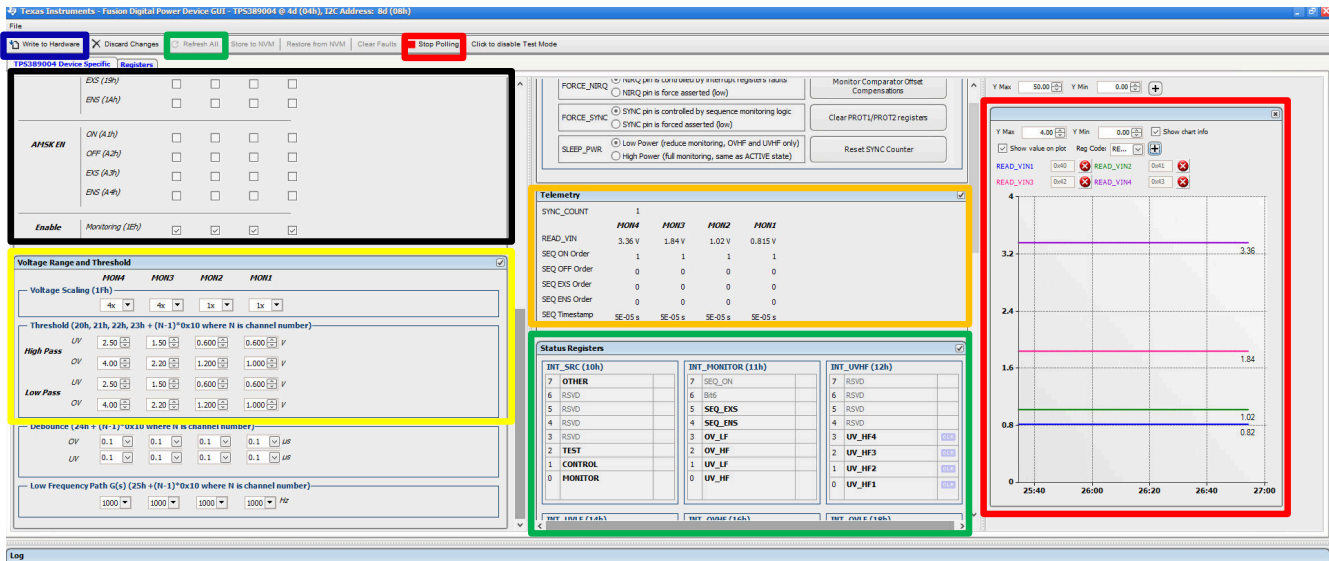 Texas Instruments - Fusion Digital Power Device GUI - TPS389004 @ 4d (04h), I2C Address: 8d (08h)
File
Write to Hardware Discard Changes Refresh All Store to NVM Restore from NVM Clear Faults Stop Polling Click to disable Test Mode
TPS389004 Device Specific Registers
EXS (19h)
ENS (1Ah)
AMSK EN
ON (A1h)
OFF (A2h)
EXS (A3h)
ENS (A4h)
Enable Monitoring (1Eh)
Voltage Range and Threshold
MON4 MON3 MON2 MON1
Voltage Scaling (1Fh)
4x 4x 1x 1x
Threshold (20h, 21h, 22h, 23h + (N-1)*0x10 where N is channel number)
High Pass
UV 2.50 1.50 0.600 0.600 V
OV 4.00 2.20 1.200 1.000 V
Low Pass
UV 2.50 1.50 0.600 0.600 V
OV 4.00 2.20 1.200 1.000 V
Debounce (24h + (N-1)*0x10 where N is channel number)
OV 0.1 0.1 0.1 0.1 µs
UV 0.1 0.1 0.1 0.1 µs
Low Frequency Path G(s) (25h +(N-1)*0x10 where N is channel number)
1000 1000 1000 1000 Hz
FORCE_NIRQ
NIRQ pin is controlled by interrupt registers faults
NIRQ pin is force asserted (low)
Monitor Comparator Offset
Compensations
FORCE_SYNC
SYNC pin is controlled by sequence monitoring logic
SYNC pin is forced asserted (low)
Clear PROT1/PROT2 registers
SLEEP_PWR
Low Power (reduce monitoring, OVHF and UVHF only)
High Power (full monitoring, same as ACTIVE state)
Reset SYNC Counter
Telemetry
SYNC_COUNT 1
MON4 MON3 MON2 MON1
READ_VIN 3.36 V 1.84 V 1.02 V 0.815 V
SEQ ON Order 1 1 1 1
SEQ OFF Order 0 0 0 0
SEQ EXS Order 0 0 0 0
SEQ ENS Order 0 0 0 0
SEQ Timestamp 5E-05 s 5E-05 s 5E-05 s 5E-05 s
Status Registers
INT_SRC (10h)
7 OTHER
6 RSVD
5 RSVD
4 RSVD
3 RSVD
2 TEST
1 CONTROL
0 MONITOR
INT_MONITOR (11h)
7 SEQ_ON
6 Bit6
5 SEQ_EXS
4 SEQ_ENS
3 OV_LF
2 OV_HF
1 UV_LF
0 UV_HF
INT_UVHF (12h)
7 RSVD
6 RSVD
5 RSVD
4 RSVD
3 UV_HF4 CLR
2 UV_HF3 CLR
1 UV_HF2 CLR
0 UV_HF1 CLR
INT_UVLF (14h) INT_OVHF (16h) INT_OVLF (18h)
Y Max 50.00 Y Min 0.00
Y Max 4.00 Y Min 0.00 Show chart info
Show value on plot Reg Code: RE...
READ_VIN1 0x40 READ_VIN2 0x41
READ_VIN3 0x42 READ_VIN4 0x43
4
3.36
3.2
2.4
1.84
1.6
1.02
0.8
0.82
0
25:40 26:00 26:20 26:40 27:00
Log